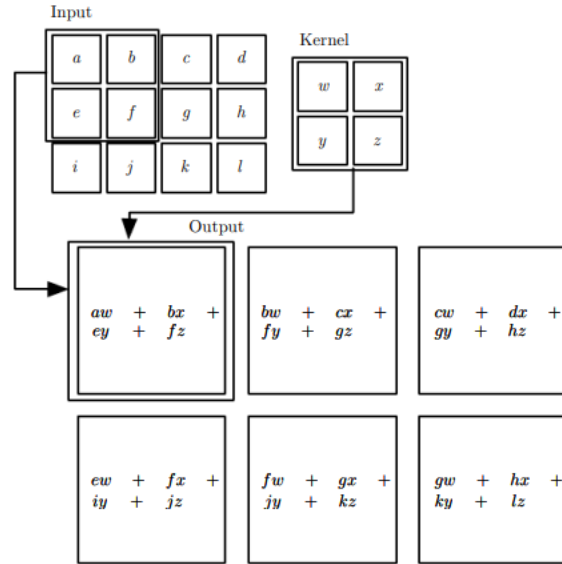 Input
Kernel
a b c d
w x
e f g h
y z
i j k l
Output
aw + bx + bw + cx + cw + dx +
ey + fz fy + gz gy + hz
ew + fx + fw + gx + gw + hx +
iy + jz jy + kz ky + lz